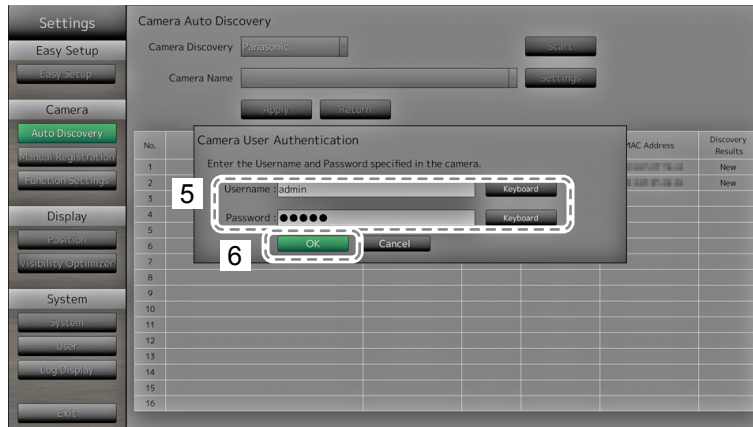 Settings
Easy Setup
Easy Setup
Camera
Auto Discovery
Manual Registration
Function Settings
Display
Position
Visibility Optimizer
System
System
User
Log Display
Exit
Camera Auto Discovery
Camera Discovery Panasonic Start
Camera Name Settings
Apply Return
No. MAC Address Discovery Results
1 New
2 New
3
4
5
6
7
8
9
10
11
12
13
14
15
16
Camera User Authentication
Enter the Username and Password specified in the camera.
5
Username : admin Keyboard
Password : ●●●●● Keyboard
6
OK Cancel